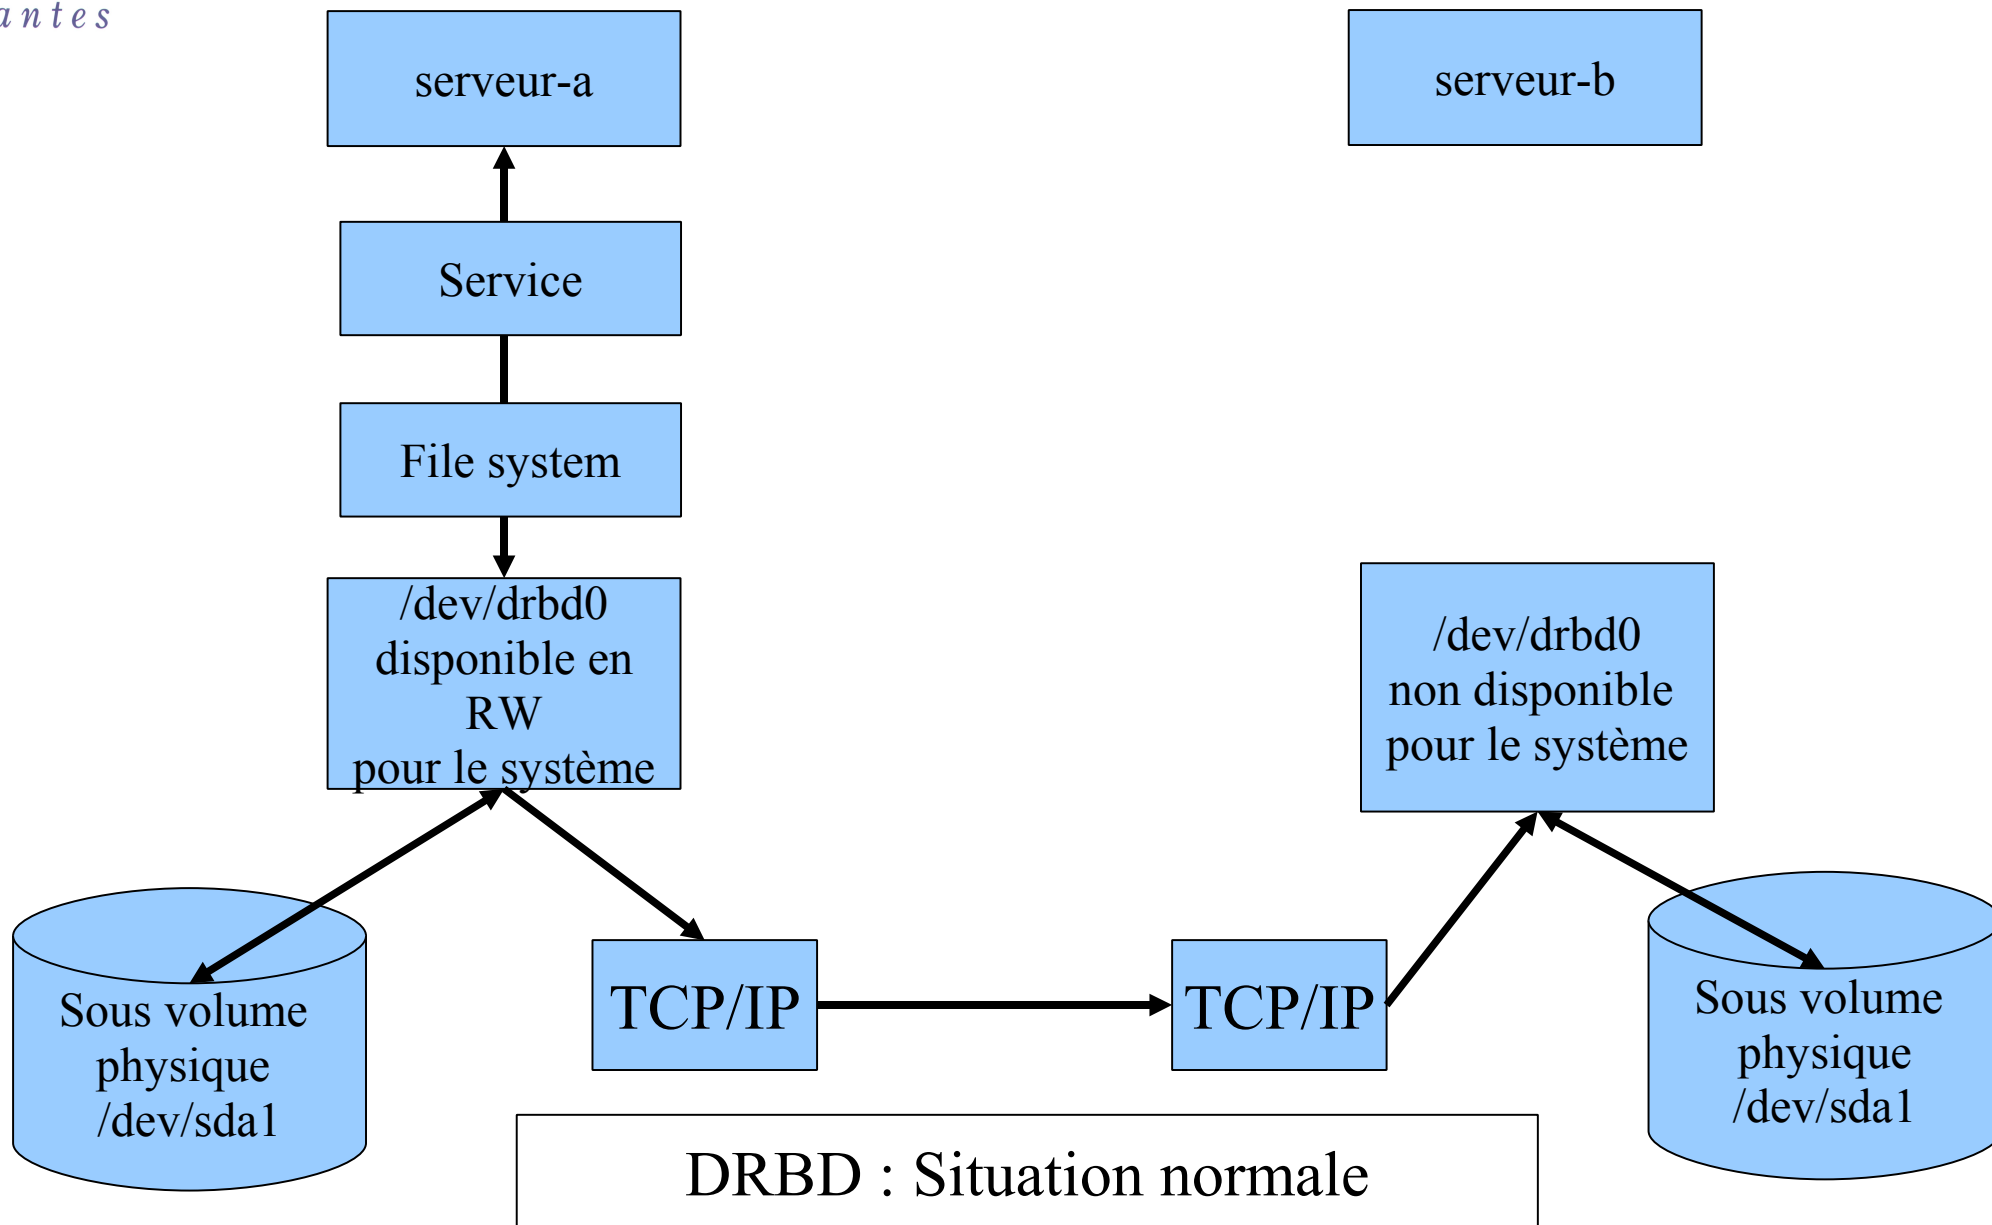 antes
serveur-a
serveur-b
Service
File system
/dev/drbd0
disponible en
RW
pour le système
/dev/drbd0
non disponible
pour le système
Sous volume
physique
/dev/sda1
TCP/IP
TCP/IP
Sous volume
physique
/dev/sda1
DRBD : Situation normale